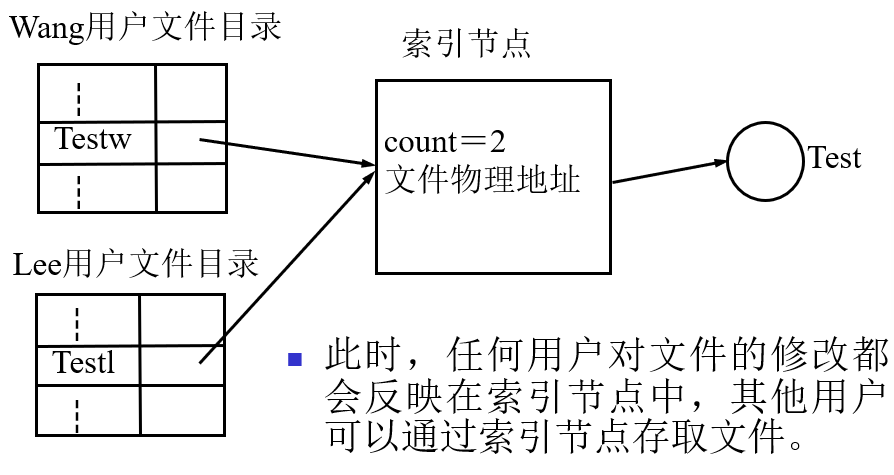 Wang用户文件目录
索引节点
Testw
count＝2
文件物理地址
Test
Lee用户文件目录
Testl
此时，任何用户对文件的修改都
会反映在索引节点中，其他用户
可以通过索引节点存取文件。